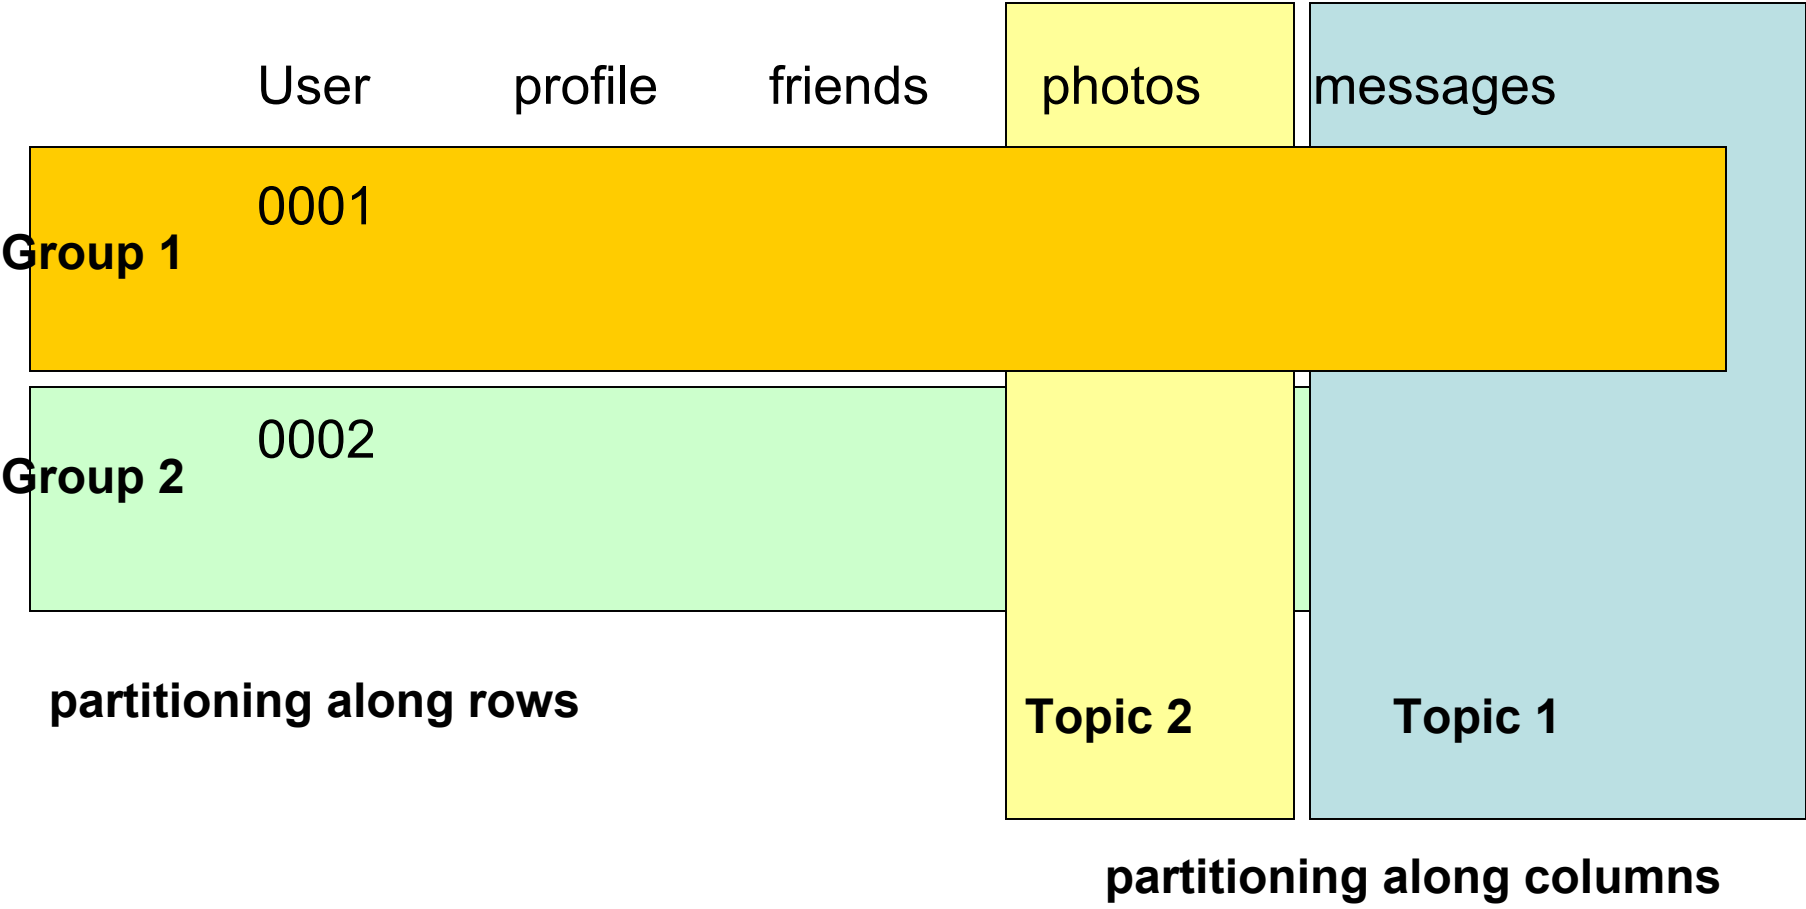 User profile friends photos messages
0001
Group 1
0002
Group 2
partitioning along rows
Topic 2
Topic 1
partitioning along columns